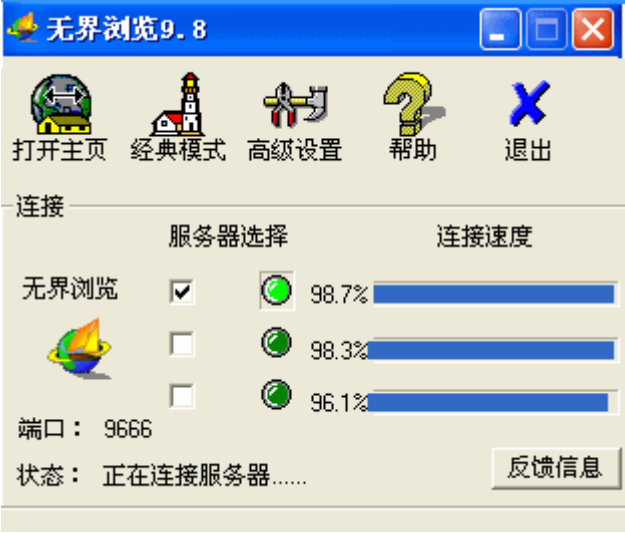 无界浏览9.8
打开主页 经典模式 高级设置 帮助 退出
连接
服务器选择 连接速度
无界浏览 98.7%
98.3%
96.1%
端口： 9666
状态： 正在连接服务器...... 反馈信息